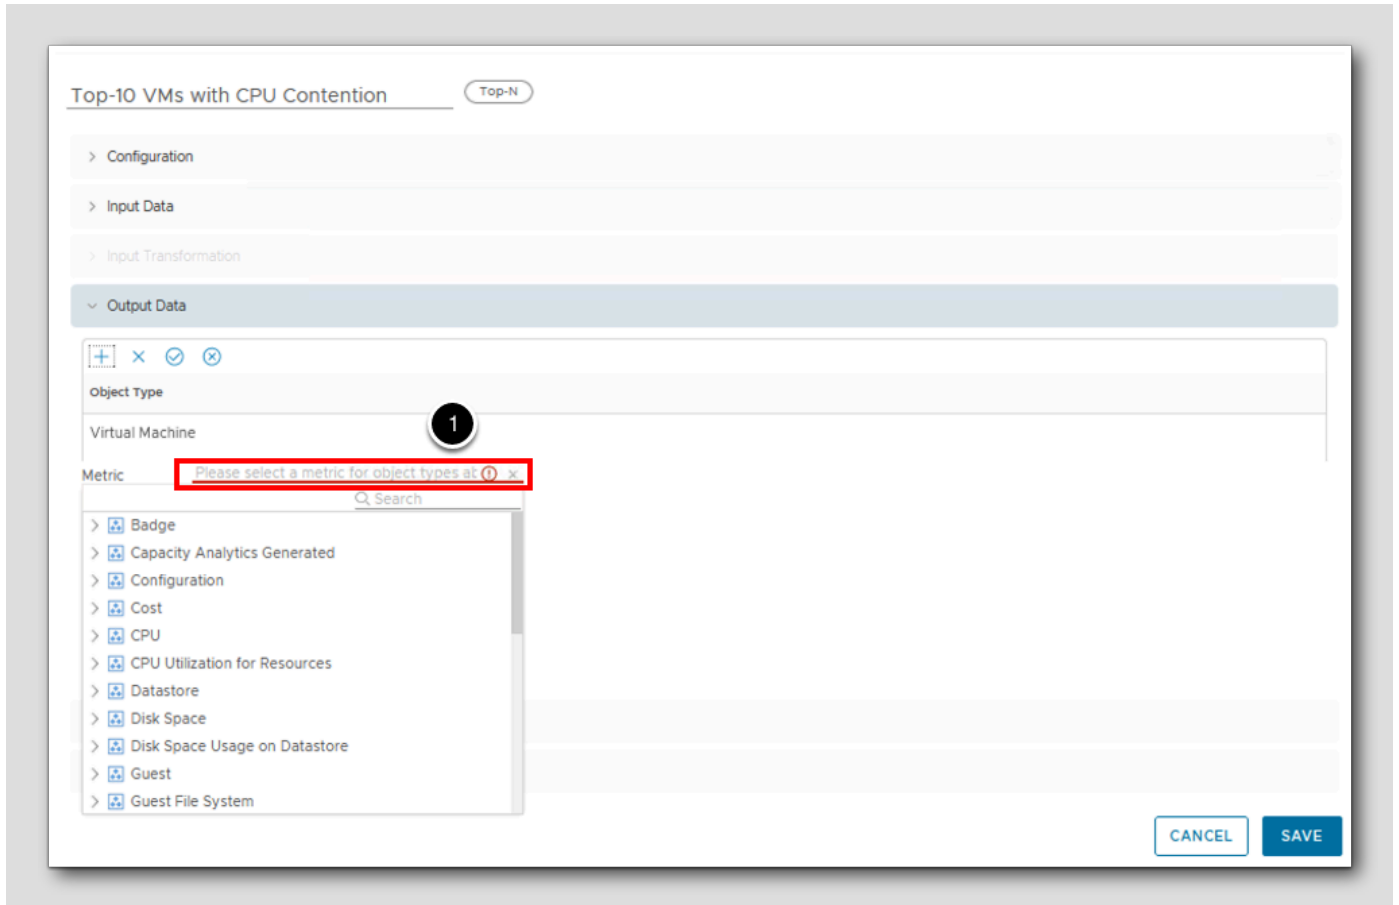 Top-10 VMs with CPU Contention
Top-N
Configuration
Input Data
Input Transformation
Output Data
Object Type
1
Virtual Machine
Metric
Please select a metric for object types at
Search
Badge
Capacity Analytics Generated
Configuration
Cost
CPU
CPU Utilization for Resources
Datastore
Disk Space
Disk Space Usage on Datastore
Guest
Guest File System
CANCEL
SAVE